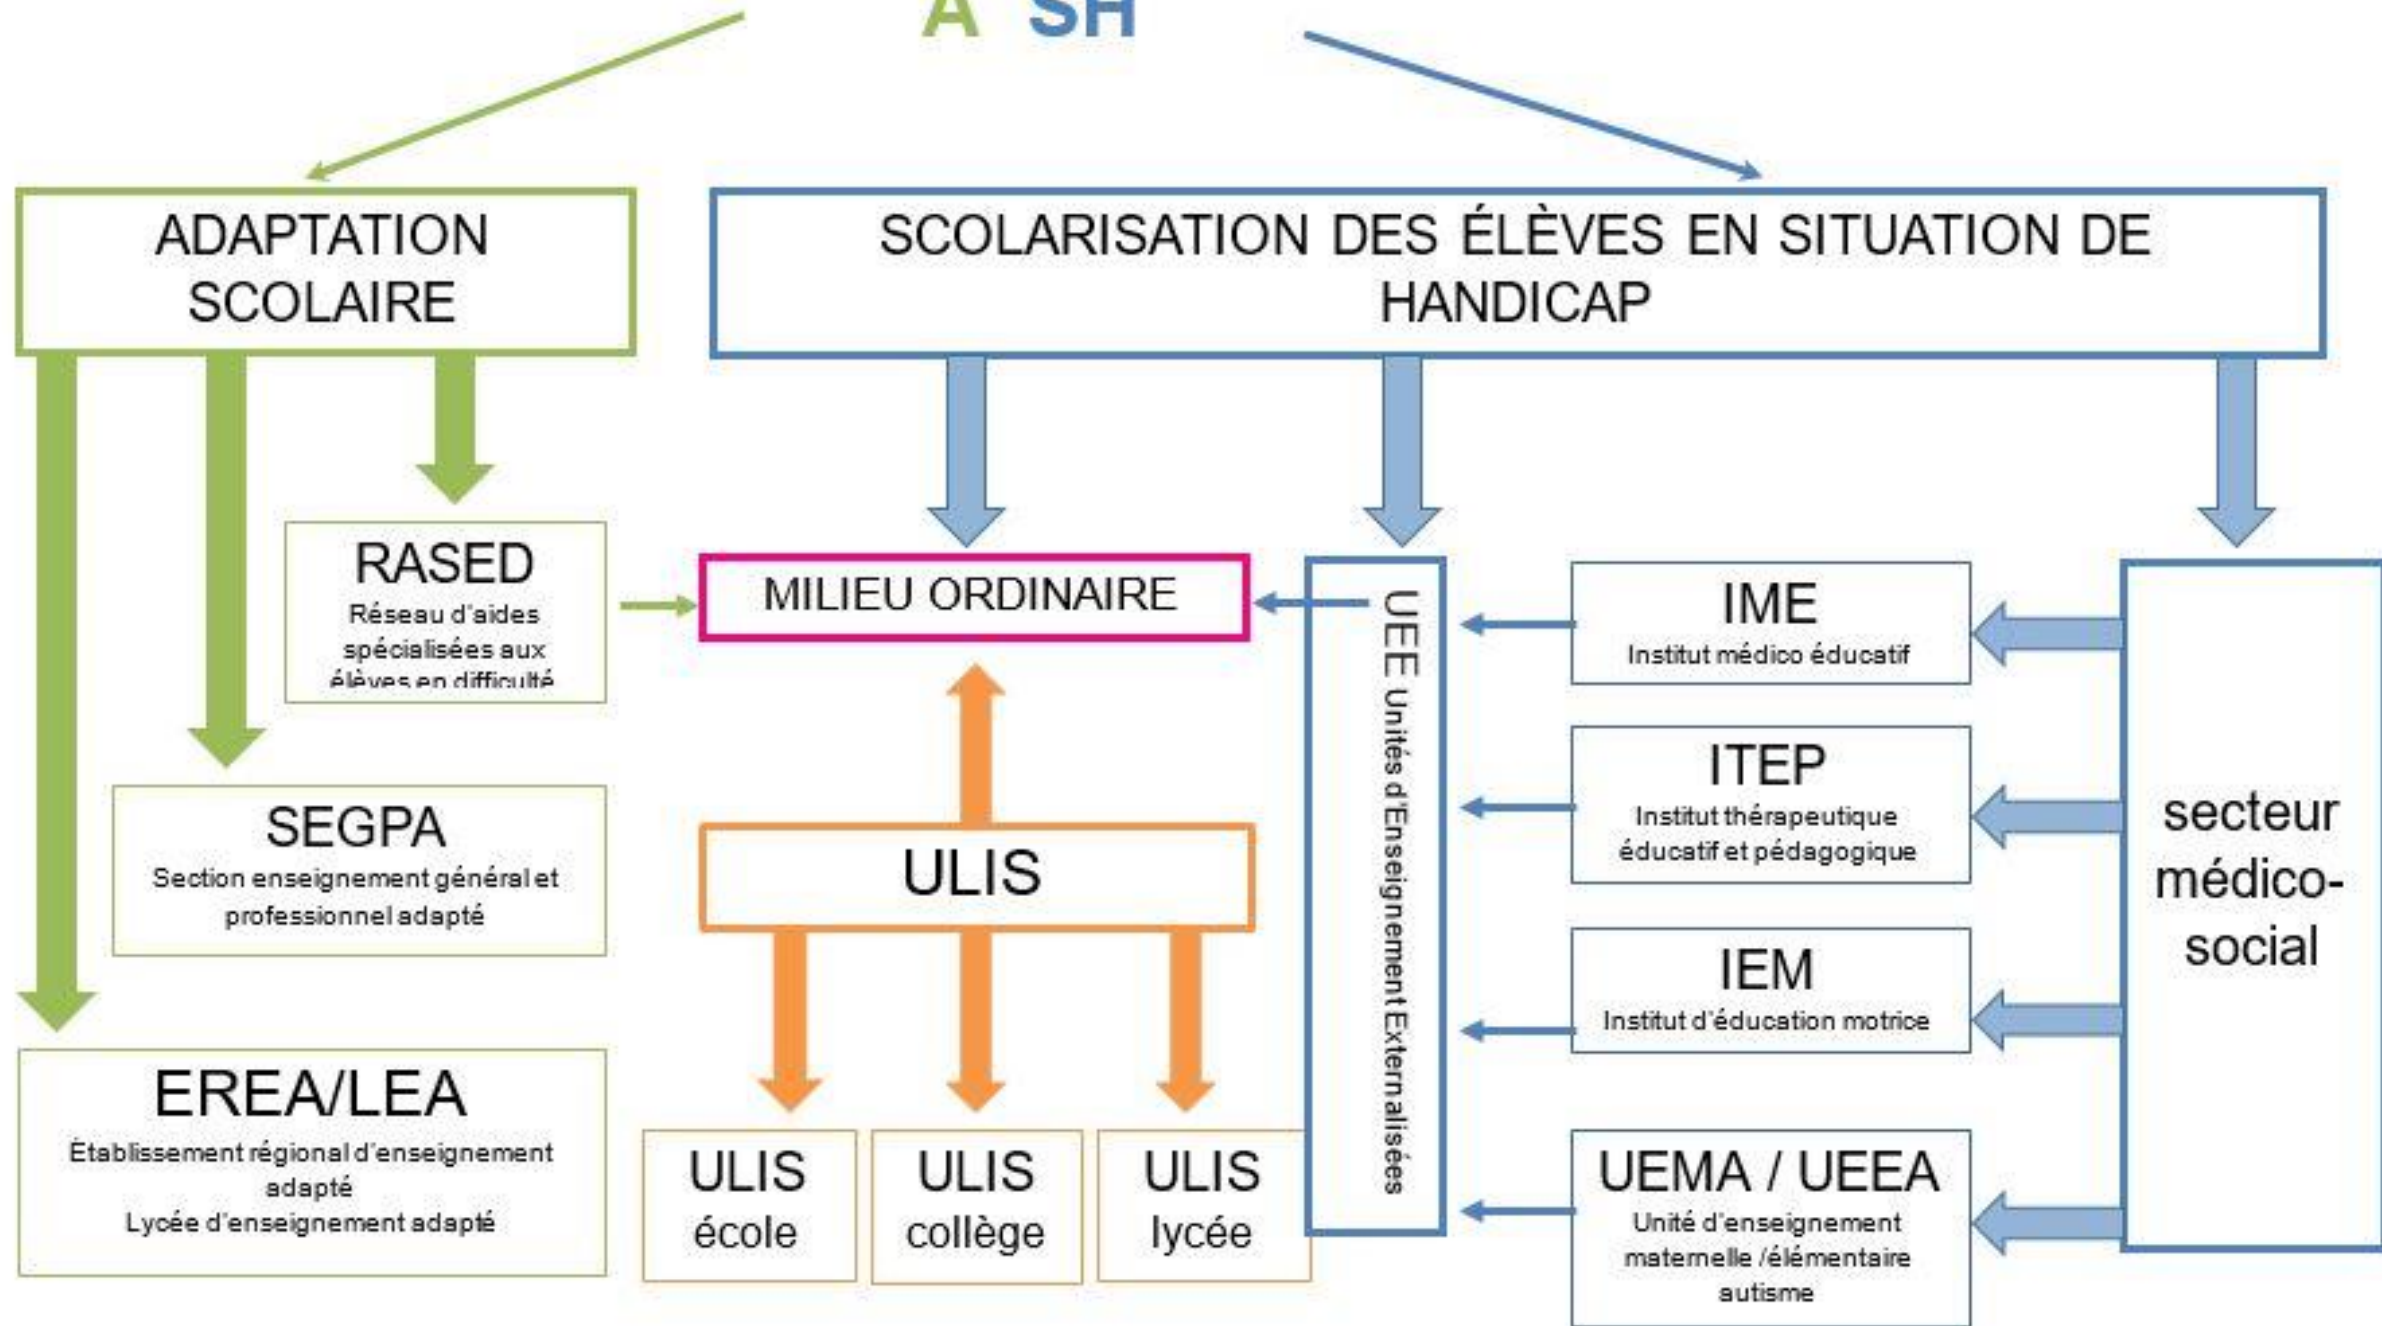 A SH
ADAPTATION
SCOLAIRE
SCOLARISATION DES ÉLÈVES EN SITUATION DE
HANDICAP
RASED
Réseau d'aides
spécialisées aux
élèves en difficulté
MILIEU ORDINAIRE
UEE Unités d'Enseignement Externalisées
IME
Institut médico éducatif
ITEP
Institut thérapeutique
éducatif et pédagogique
IEM
Institut d'éducation motrice
UEMA / UEEA
Unité d'enseignement
maternelle /élémentaire
autisme
secteur
médico-
social
SEGPA
Section enseignement général et
professionnel adapté
ULIS
EREA/LEA
Établissement régional d'enseignement
adapté
Lycée d'enseignement adapté
ULIS
école
ULIS
collège
ULIS
lycée